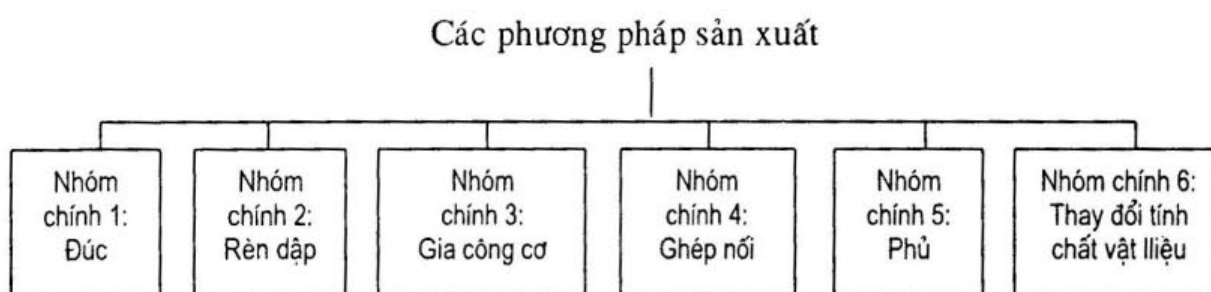 Các phương pháp sản xuất
Nhóm
chính 1:
Đúc
Nhóm
chính 2:
Rèn dập
Nhóm
chính 3:
Gia công cơ
Nhóm
chính 4:
Ghép nối
Nhóm
chính 5:
Phủ
Nhóm chính 6:
Thay đổi tính
chất vật lliệu